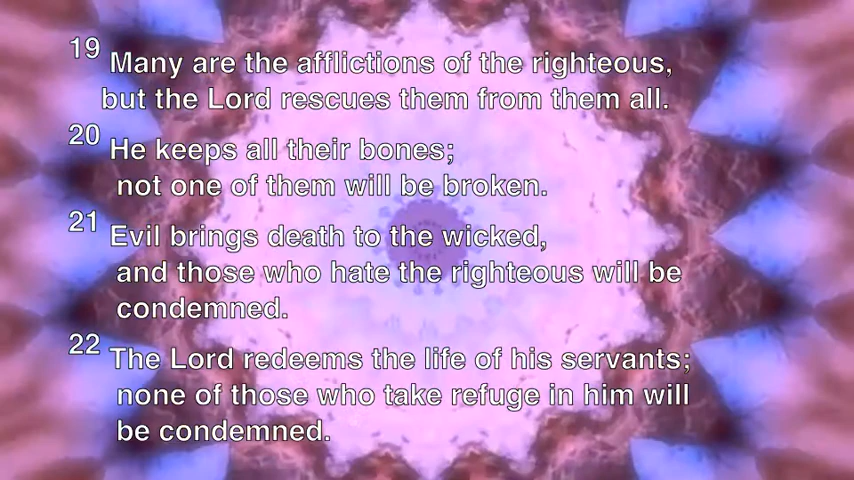 19 Many are the afflictions of the righteous,
but the Lord rescues them from them all.
20 He keeps all their bones;
not one of them will be broken.
21 Evil brings death to the wicked,
and those who hate the righteous will be
condemned.
22 The Lord redeems the life of his servants;
none of those who take refuge in him will
be condemned.